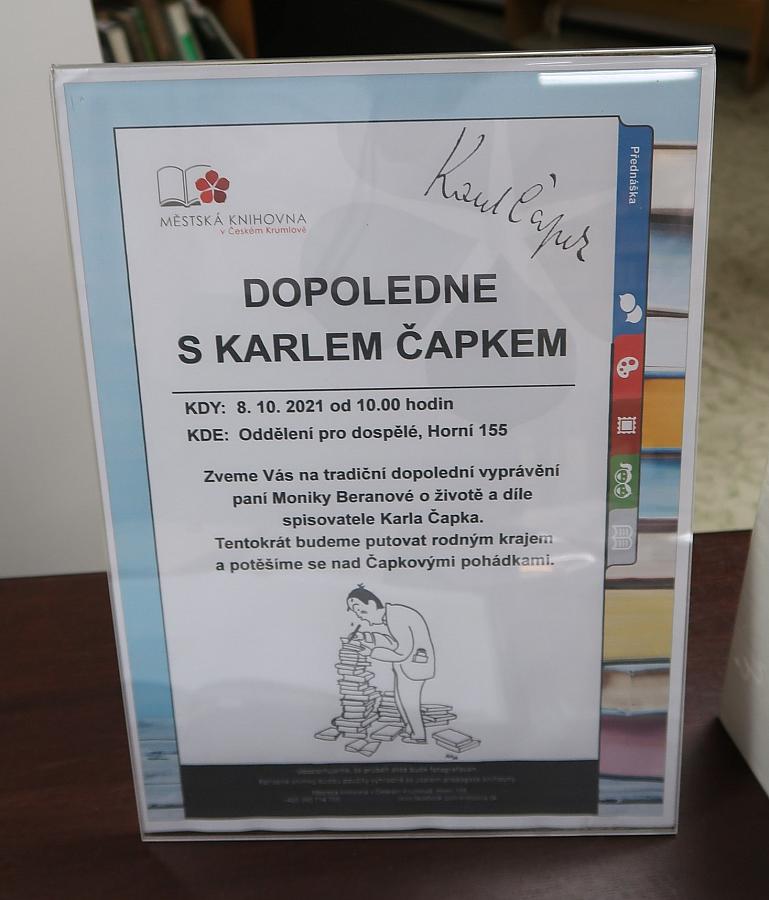 MĚSTSKÁ KNIHOVNA
v Českém Krumlově
Karel Čapek
Přednáška
DOPOLEDNE
S KARLEM ČAPKEM
KDY: 8. 10. 2021 od 10.00 hodin
KDE: Oddělení pro dospělé, Horní 155
Zveme Vás na tradiční dopolední vyprávění
paní Moniky Beranové o životě a díle
spisovatele Karla Čapka.
Tentokrát budeme putovat rodným krajem
a potěšíme se nad Čapkovými pohádkami.